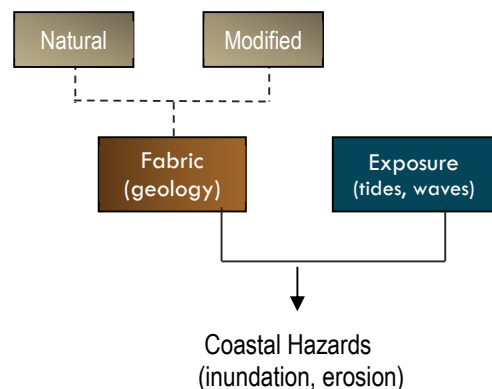 Natural
Modified
Fabric
(geology)
Exposure
(tides, waves)
Coastal Hazards
(inundation, erosion)